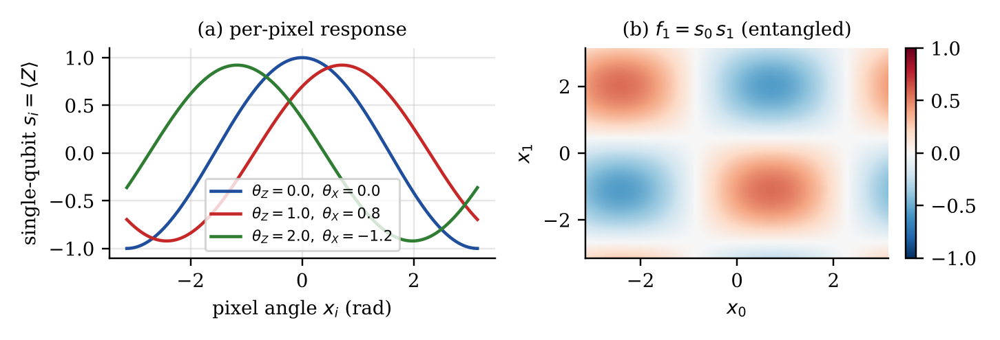 (a) per-pixel response
single-qubit sᵢ = ⟨Z⟩
1.0
0.5
0.0
−0.5
−1.0
θ_Z = 0.0, θ_X = 0.0
θ_Z = 1.0, θ_X = 0.8
θ_Z = 2.0, θ_X = −1.2
−2 0 2
pixel angle xᵢ (rad)
(b) f₁ = s₀ s₁ (entangled)
x₁
2
0
−2
−2 0 2
x₀
1.0
0.5
0.0
−0.5
−1.0